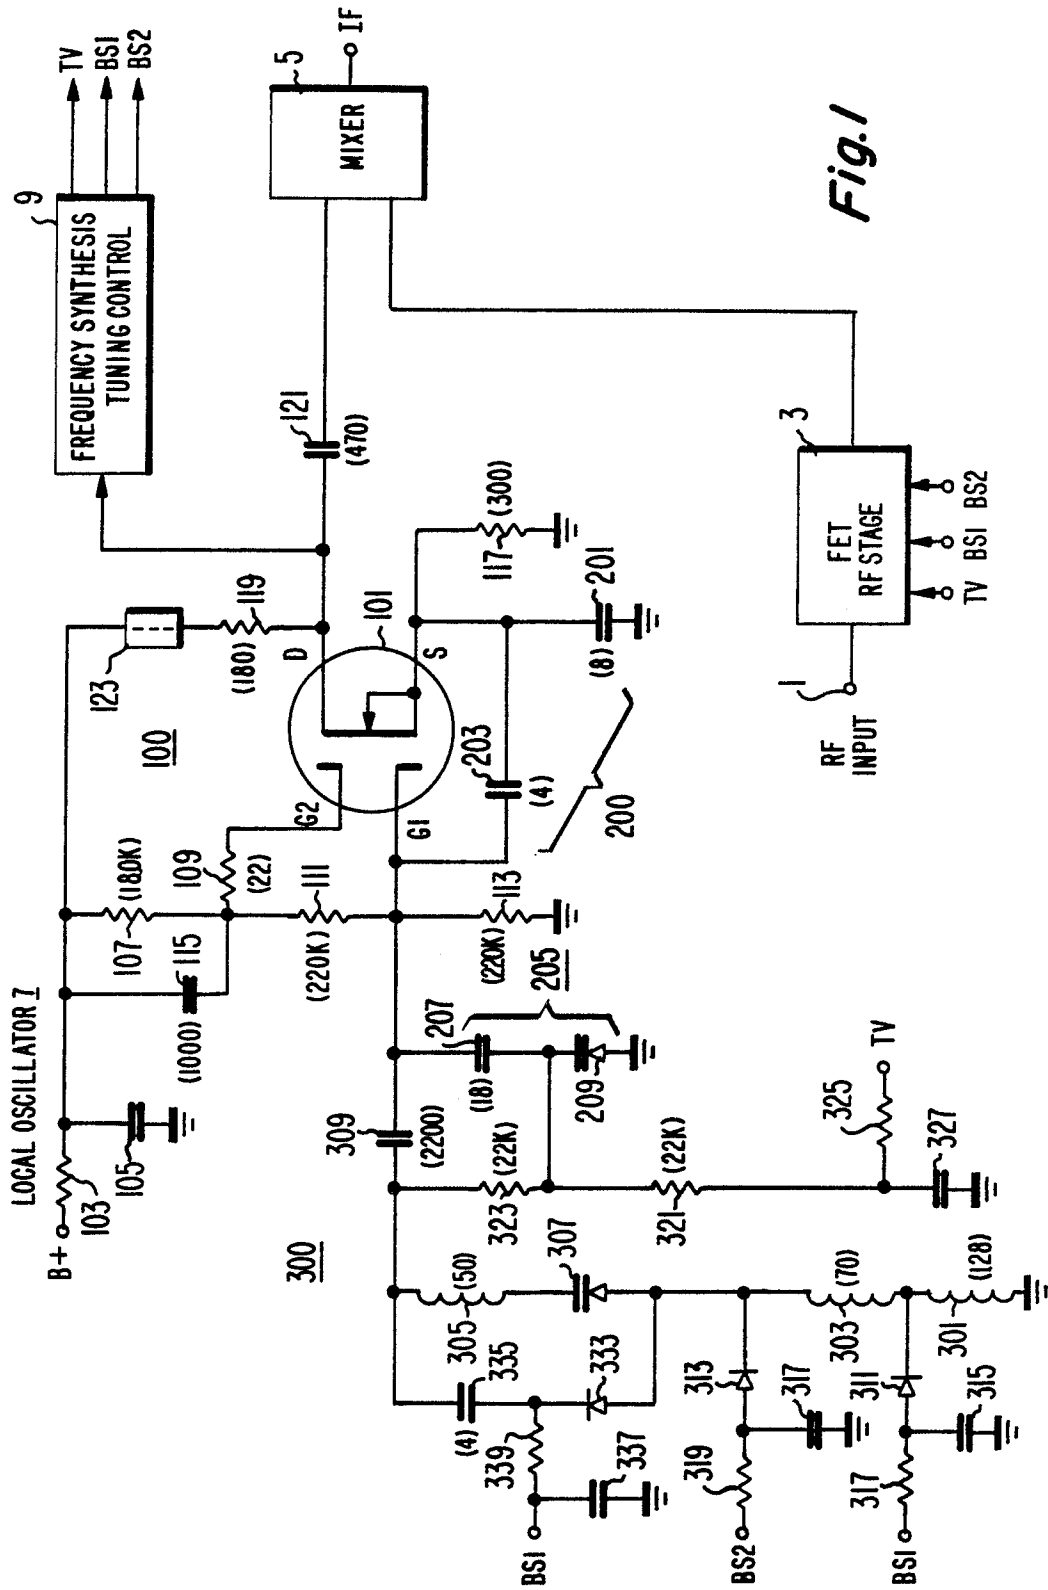 LOCAL OSCILLATOR 7
B+
103
105
(1000)
115
107
(180K)
109
(22)
111
(220K)
113
(220K)
100
123
119
(180)
D
G2
G1
S
101
FREQUENCY SYNTHESIS
TUNING CONTROL
9
TV
BS1
BS2
121
(470)
MIXER
5
IF
117
(300)
201
(8)
203
(4)
200
205
207
(18)
209
309
(2200)
300
323
(22K)
321
(22K)
325
TV
327
305
(50)
307
335
(4)
333
339
337
BS1
313
317
319
BS2
303
(70)
301
(128)
311
315
317
BS1
RF
INPUT
1
FET
RF STAGE
3
TV
BS1
BS2
Fig.1